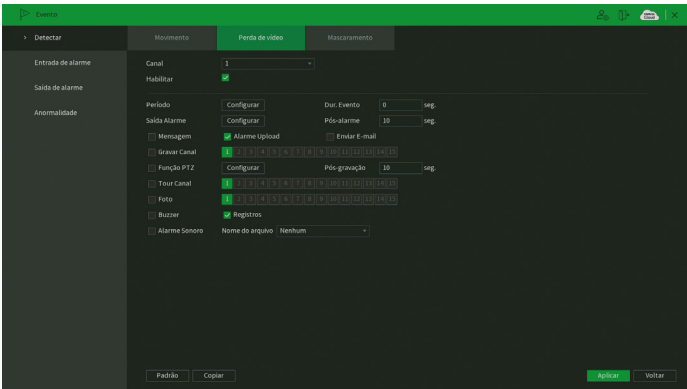 Evento
Detectar Movimento Perda de vídeo Mascaramento
Entrada de alarme
Saída de alarme
Anormalidade
Canal 1
Habilitar
Período Configurar Dur. Evento 0 seg.
Saída Alarme Configurar Pós-alarme 10 seg.
Mensagem Alarme Upload Enviar E-mail
Gravar Canal 1 2 3 4 5 6 7 8 9 10 11 12 13 14 15
Função PTZ Configurar Pós-gravação 10 seg.
Tour Canal 1 2 3 4 5 6 7 8 9 10 11 12 13 14 15
Foto 1 2 3 4 5 6 7 8 9 10 11 12 13 14 15
Buzzer Registros
Alarme Sonoro Nome do arquivo Nenhum
Padrão Copiar Aplicar Voltar